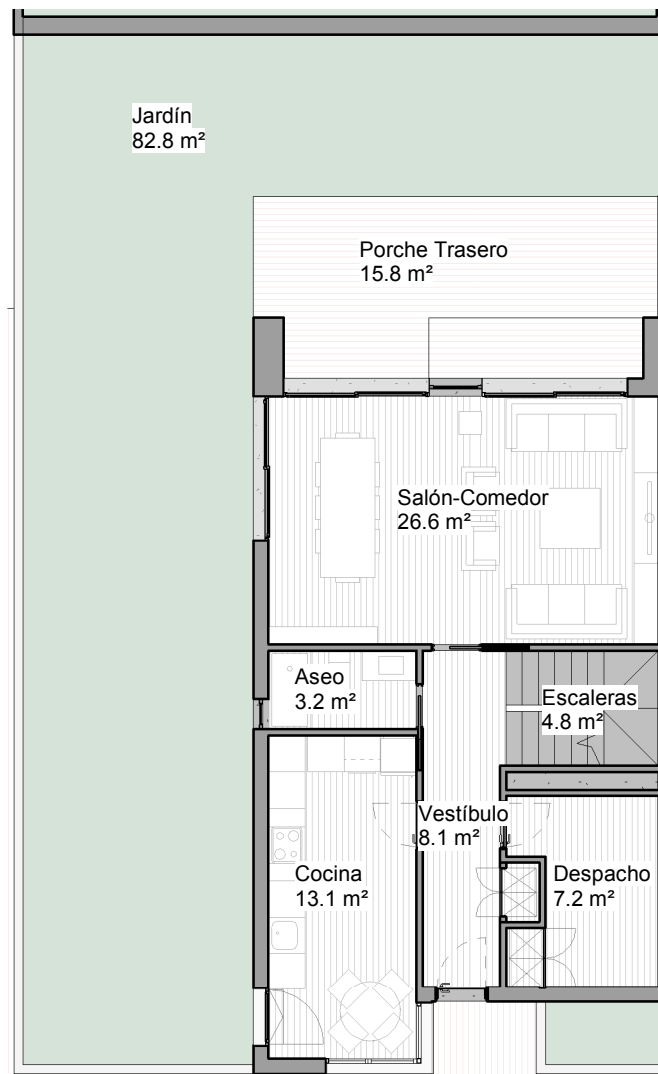 Jardín
82.8 m²
Porche Trasero
15.8 m²
Salón-Comedor
26.6 m²
Aseo
3.2 m²
Escaleras
4.8 m²
Vestíbulo
8.1 m²
Cocina
13.1 m²
Despacho
7.2 m²